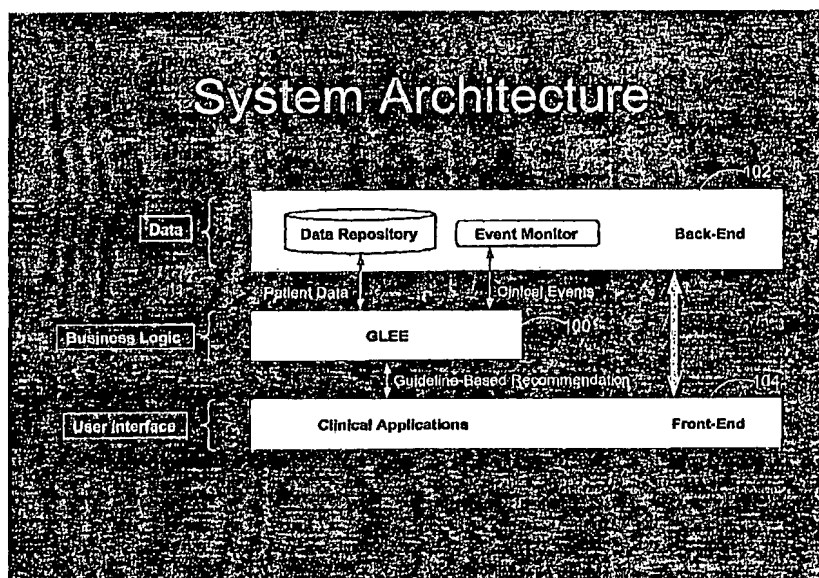 System Architecture
102
Data
Data Repository
Event Monitor
Back-End
Patient Data
Clinical Events
Business Logic
GLEE
100
Guideline-Based Recommendation
104
User Interface
Clinical Applications
Front-End